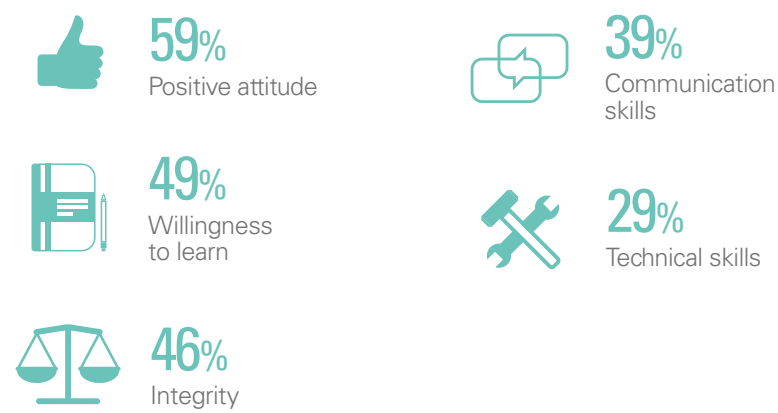 59%
Positive attitude
49%
Willingness
to learn
46%
Integrity
39%
Communication
skills
29%
Technical skills